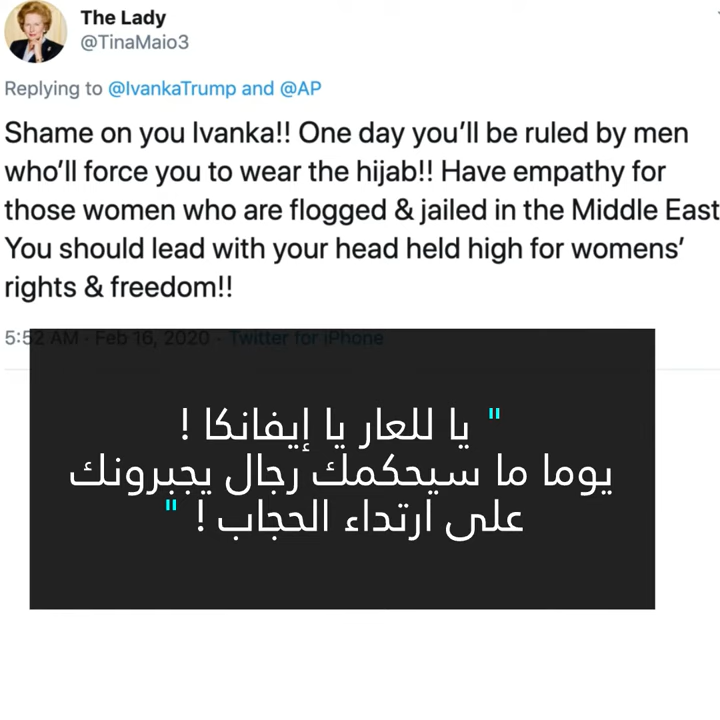 The Lady
@TinaMaio3
Replying to @IvankaTrump and @AP
Shame on you Ivanka!! One day you’ll be ruled by men
who’ll force you to wear the hijab!! Have empathy for
those women who are flogged & jailed in the Middle East
You should lead with your head held high for womens’
rights & freedom!!
5:52 AM · Feb 16, 2020 · Twitter for iPhone
" يا للعار يا إيفانكا !
يوما ما سيحكمك رجال يجبرونك
على ارتداء الحجاب ! "